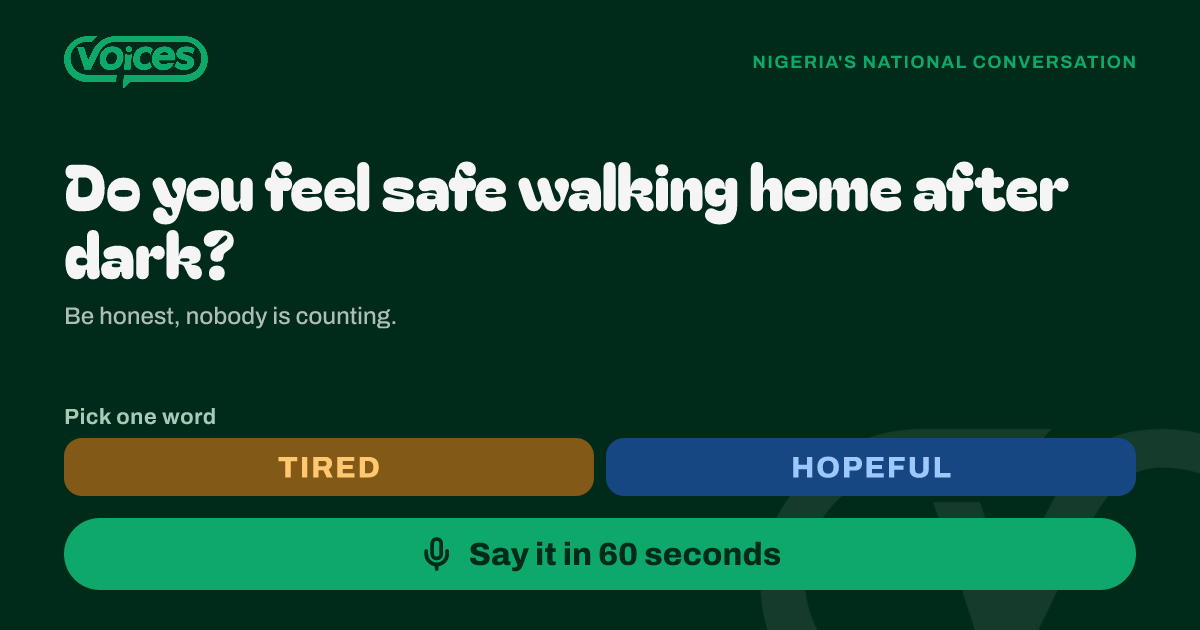 voices
NIGERIA'S NATIONAL CONVERSATION
Do you feel safe walking home after
dark?
Be honest, nobody is counting.
Pick one word
TIRED
HOPEFUL
Say it in 60 seconds